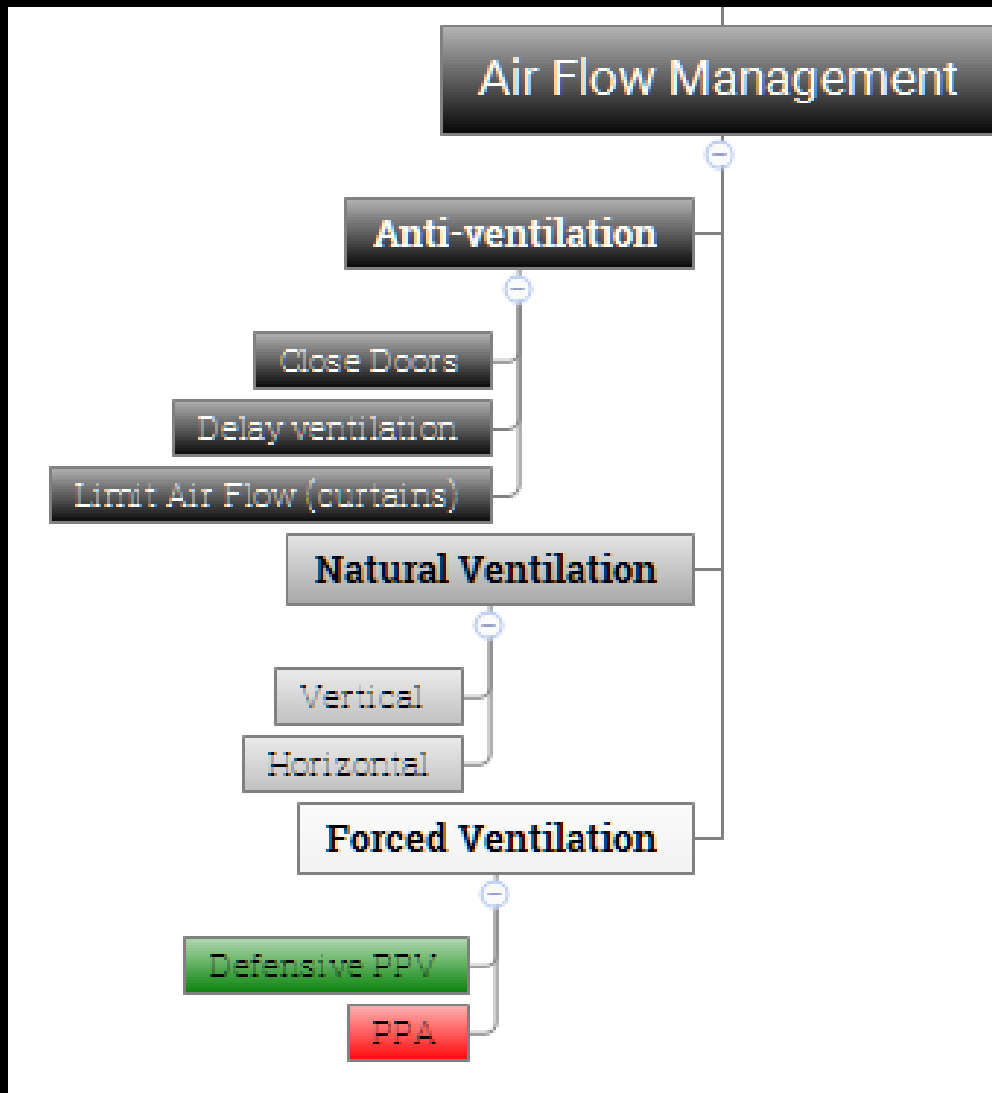 Air Flow Management
Anti-ventilation
Close Doors
Delay ventilation
Limit Air Flow (curtains)
Natural Ventilation
Vertical
Horizontal
Forced Ventilation
Defensive PPV
PPA